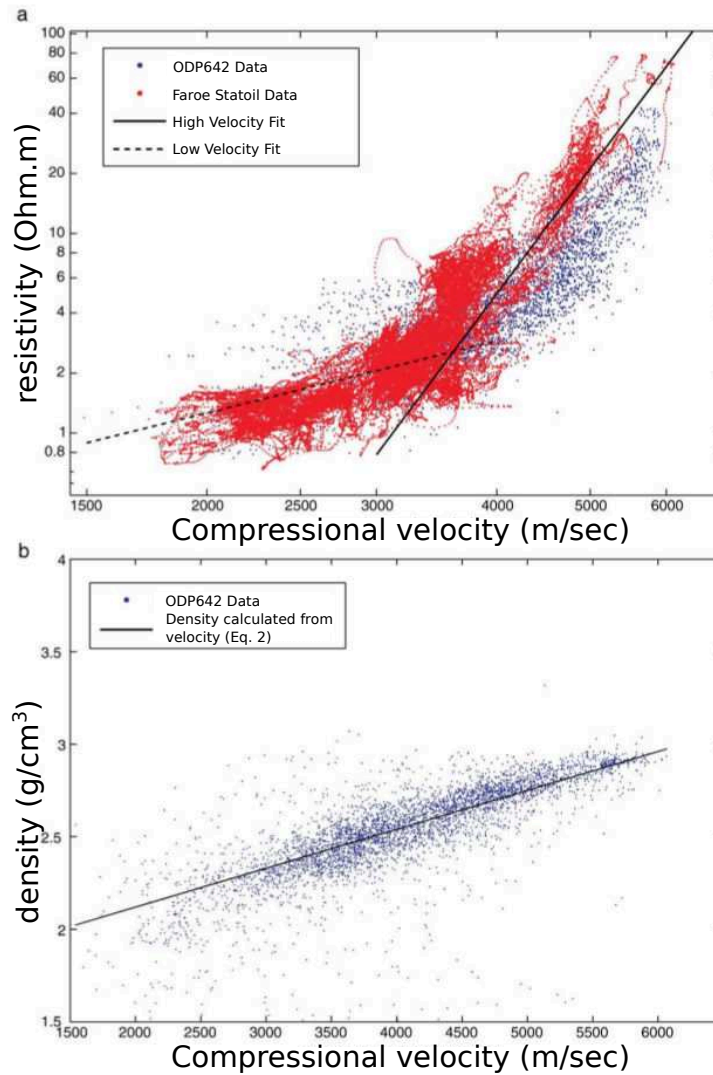 a
100
80
60
40
20
10
8
6
4
2
1
0.8
resistivity (Ohm.m)
ODP642 Data
Faroe Statoil Data
High Velocity Fit
Low Velocity Fit
1500 2000 2500 3000 4000 5000 6000
Compressional velocity (m/sec)
b
4
3.5
3
2.5
2
1.5
density (g/cm³)
ODP642 Data
Density calculated from
velocity (Eq. 2)
1500 2000 2500 3000 3500 4000 4500 5000 5500 6000
Compressional velocity (m/sec)